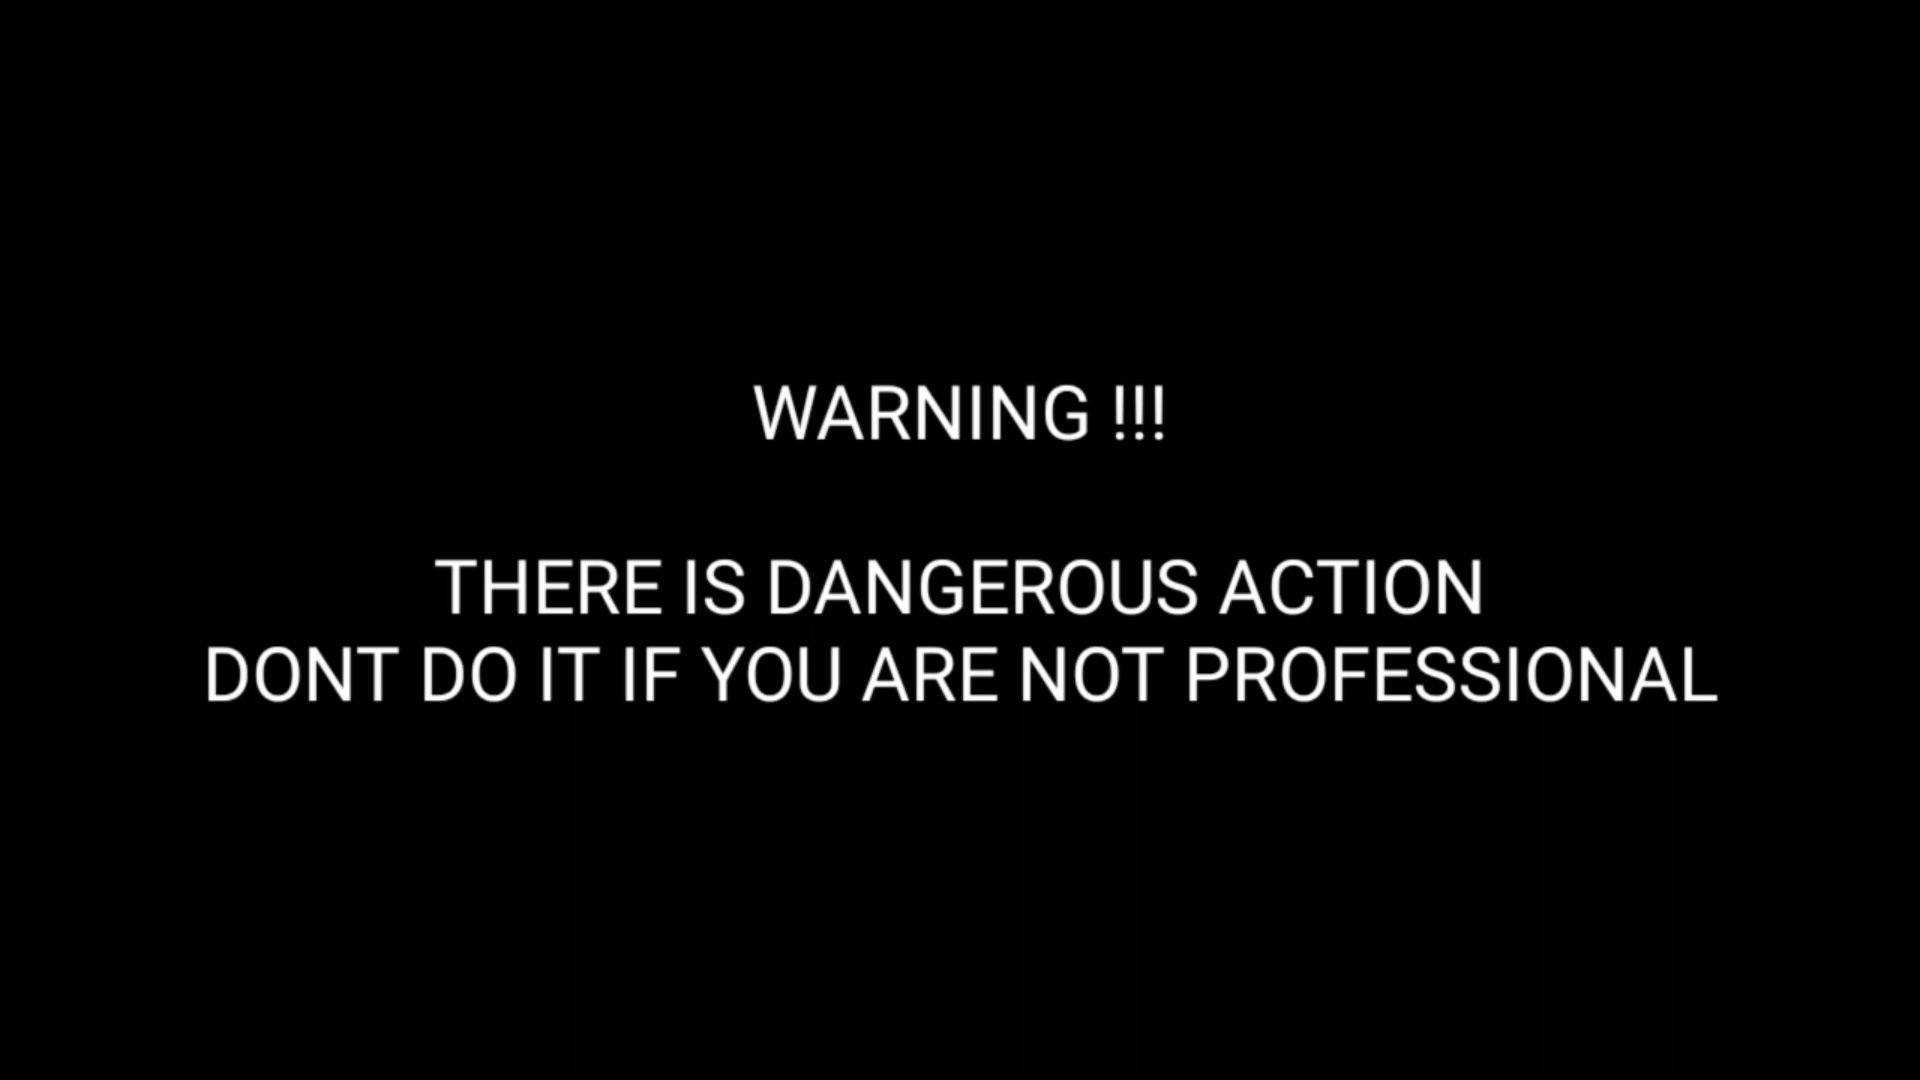 WARNING !!!
THERE IS DANGEROUS ACTION
DONT DO IT IF YOU ARE NOT PROFESSIONAL